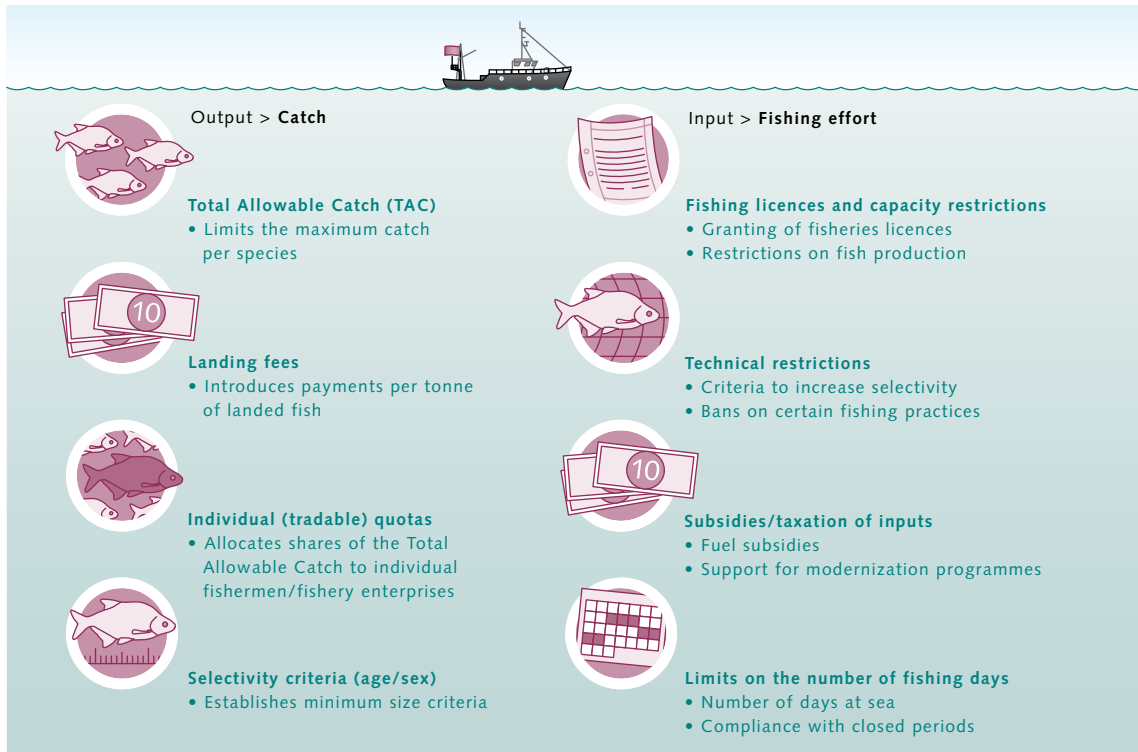 Output > Catch
Total Allowable Catch (TAC)
• Limits the maximum catch
per species
10
Landing fees
• Introduces payments per tonne
of landed fish
Individual (tradable) quotas
• Allocates shares of the Total
Allowable Catch to individual
fishermen/fishery enterprises
Selectivity criteria (age/sex)
• Establishes minimum size criteria
Input > Fishing effort
Fishing licences and capacity restrictions
• Granting of fisheries licences
• Restrictions on fish production
Technical restrictions
• Criteria to increase selectivity
• Bans on certain fishing practices
10
Subsidies/taxation of inputs
• Fuel subsidies
• Support for modernization programmes
Limits on the number of fishing days
• Number of days at sea
• Compliance with closed periods